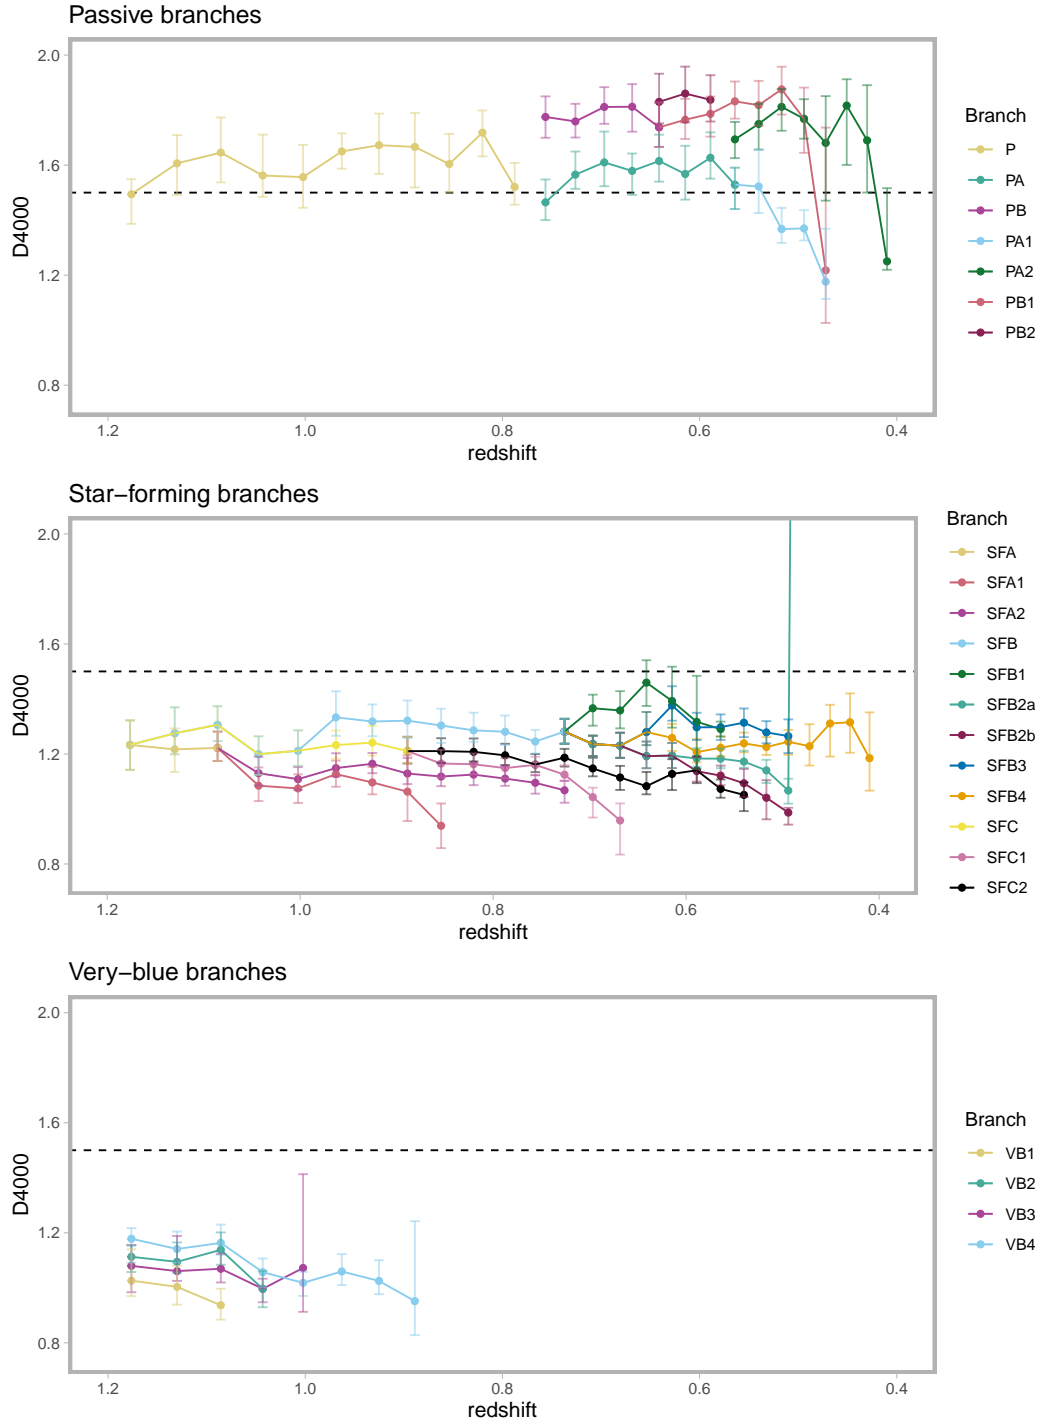 Passive branches
2.0
1.6
1.2
0.8
D4000
1.2
1.0
0.8
0.6
0.4
redshift
Branch
P
PA
PB
PA1
PA2
PB1
PB2
Star−forming branches
2.0
1.6
1.2
0.8
D4000
1.2
1.0
0.8
0.6
0.4
redshift
Branch
SFA
SFA1
SFA2
SFB
SFB1
SFB2a
SFB2b
SFB3
SFB4
SFC
SFC1
SFC2
Very−blue branches
2.0
1.6
1.2
0.8
D4000
1.2
1.0
0.8
0.6
0.4
redshift
Branch
VB1
VB2
VB3
VB4